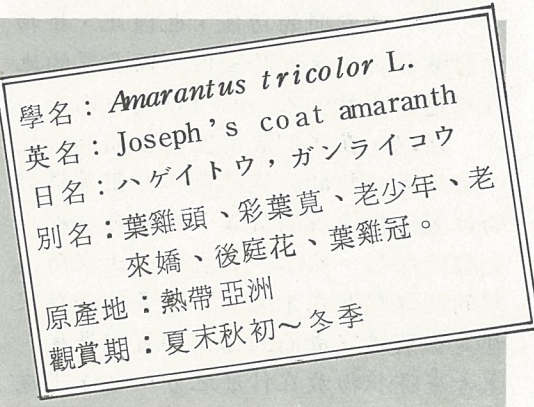 學名：Amarantus tricolor L.
英名：Joseph's coat amaranth
日名：ハゲイトウ，ガンライコウ
別名：葉雞頭、彩葉莧、老少年、老
來嬌、後庭花、葉雞冠。
原產地：熱帶亞洲
觀賞期：夏末秋初～冬季